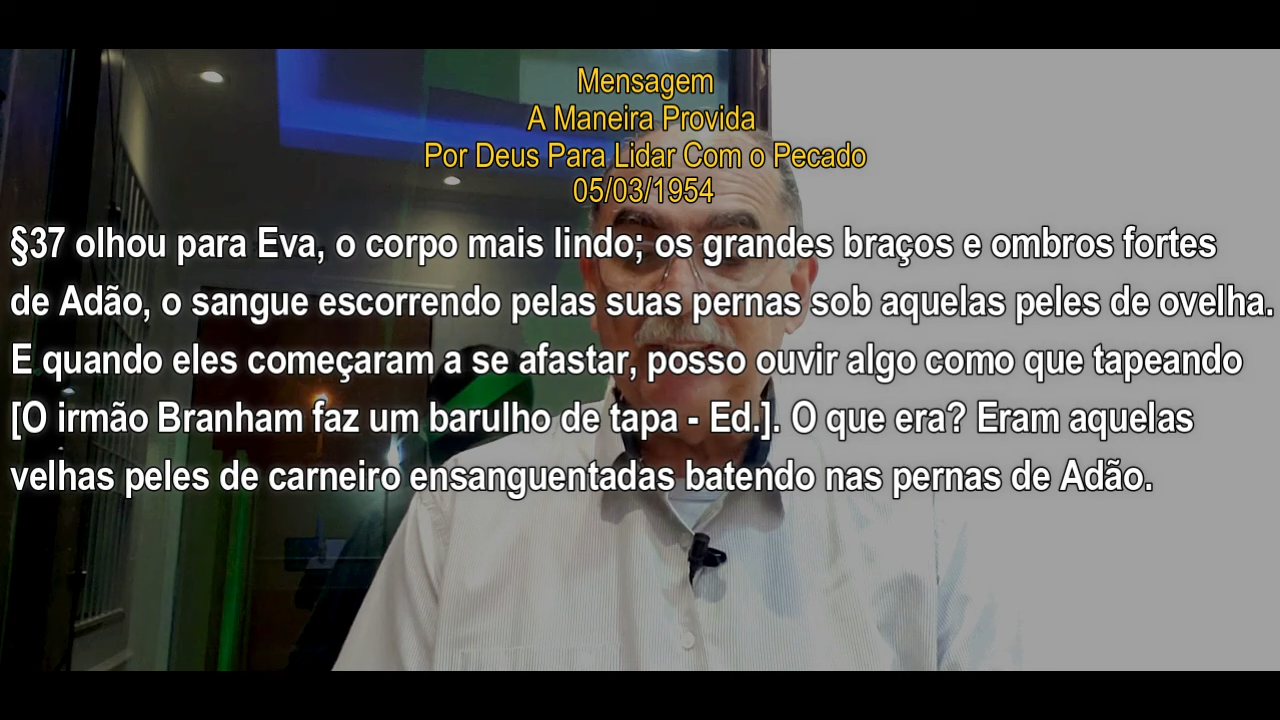 Mensagem
A Maneira Provida
Por Deus Para Lidar Com o Pecado
05/03/1954
§37 olhou para Eva, o corpo mais lindo; os grandes braços e ombros fortes
de Adão, o sangue escorrendo pelas suas pernas sob aquelas peles de ovelha.
E quando eles começaram a se afastar, posso ouvir algo como que tapeando
[O irmão Branham faz um barulho de tapa - Ed.]. O que era? Eram aquelas
velhas peles de carneiro ensanguentadas batendo nas pernas de Adão.